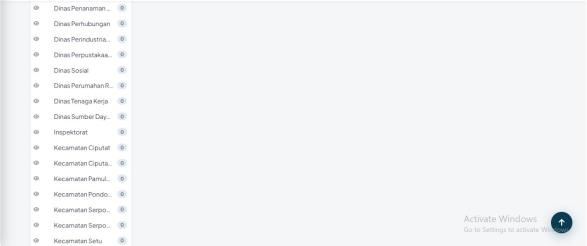 Dinas Penanaman... 0
Dinas Perhubungan 0
Dinas Perindustria... 0
Dinas Perpustakaa... 0
Dinas Sosial 0
Dinas Perumahan R... 0
Dinas Tenaga Kerja 0
Dinas Sumber Day... 0
Inspektorat 0
Kecamatan Ciputat 0
Kecamatan Ciputa... 0
Kecamatan Pamul... 0
Kecamatan Pondo... 0
Kecamatan Serpo... 0
Kecamatan Serpo... 0
Kecamatan Setu 0
Activate Windows
Go to Settings to activate Windows.